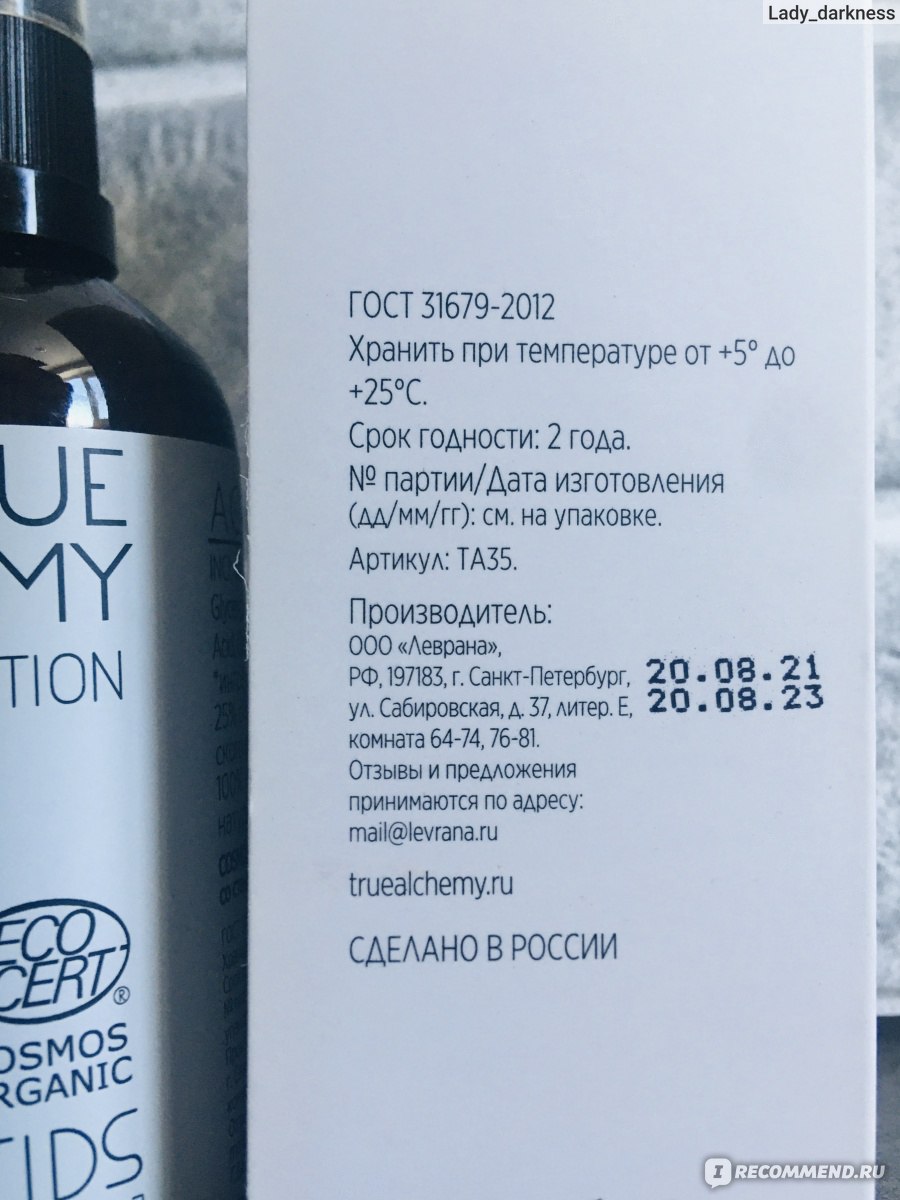 Lady_darkness
ГОСТ 31679-2012
Хранить при температуре от +5° до
+25°С.
Срок годности: 2 года.
№ партии/Дата изготовления
(дд/мм/гг): см. на упаковке.
Артикул: ТА35.
Производитель:
ООО «Леврана»,
РФ, 197183, г. Санкт-Петербург,
ул. Сабировская, д. 37, литер. Е,
комната 64-74, 76-81.
Отзывы и предложения
принимаются по адресу:
mail@levrana.ru
truealchemy.ru
СДЕЛАНО В РОССИИ
20.08.21
20.08.23
UE
MY
TION
ECO
CERT®
OSMOS
RGANIC
IDS
IRECOMMEND.RU